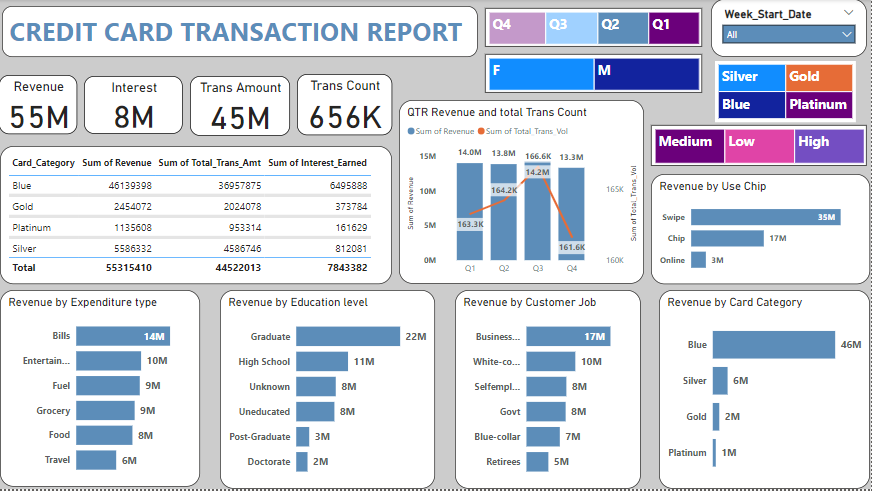 CREDIT CARD TRANSACTION REPORT
Q4 Q3 Q2 Q1
Week_Start_Date
All
F M
Silver Gold
Blue Platinum
Medium Low High
Revenue
55M
Interest
8M
Trans Amount
45M
Trans Count
656K
Card_Category Sum of Revenue Sum of Total_Trans_Amt Sum of Interest_Earned
Blue 46139398 36957875 6495888
Gold 2454072 2024078 373784
Platinum 1135608 953314 161629
Silver 5586332 4586746 812081
Total 55315410 44522013 7843382
QTR Revenue and total Trans Count
Sum of Revenue Sum of Total_Trans_Vol
Sum of Revenue
15M
10M
5M
0M
14.0M 13.8M 166.6K 13.3M
14.2M
164.2K
163.3K
161.6K
Q1 Q2 Q3 Q4
165K
160K
Sum of Total_Trans_Vol
Revenue by Use Chip
Swipe 35M
Chip 17M
Online 3M
Revenue by Expenditure type
Bills 14M
Entertain... 10M
Fuel 9M
Grocery 9M
Food 8M
Travel 6M
Revenue by Education level
Graduate 22M
High School 11M
Unknown 8M
Uneducated 8M
Post-Graduate 3M
Doctorate 2M
Revenue by Customer Job
Business... 17M
White-co... 10M
Selfempl... 8M
Govt 8M
Blue-collar 7M
Retirees 5M
Revenue by Card Category
Blue 46M
Silver 6M
Gold 2M
Platinum 1M